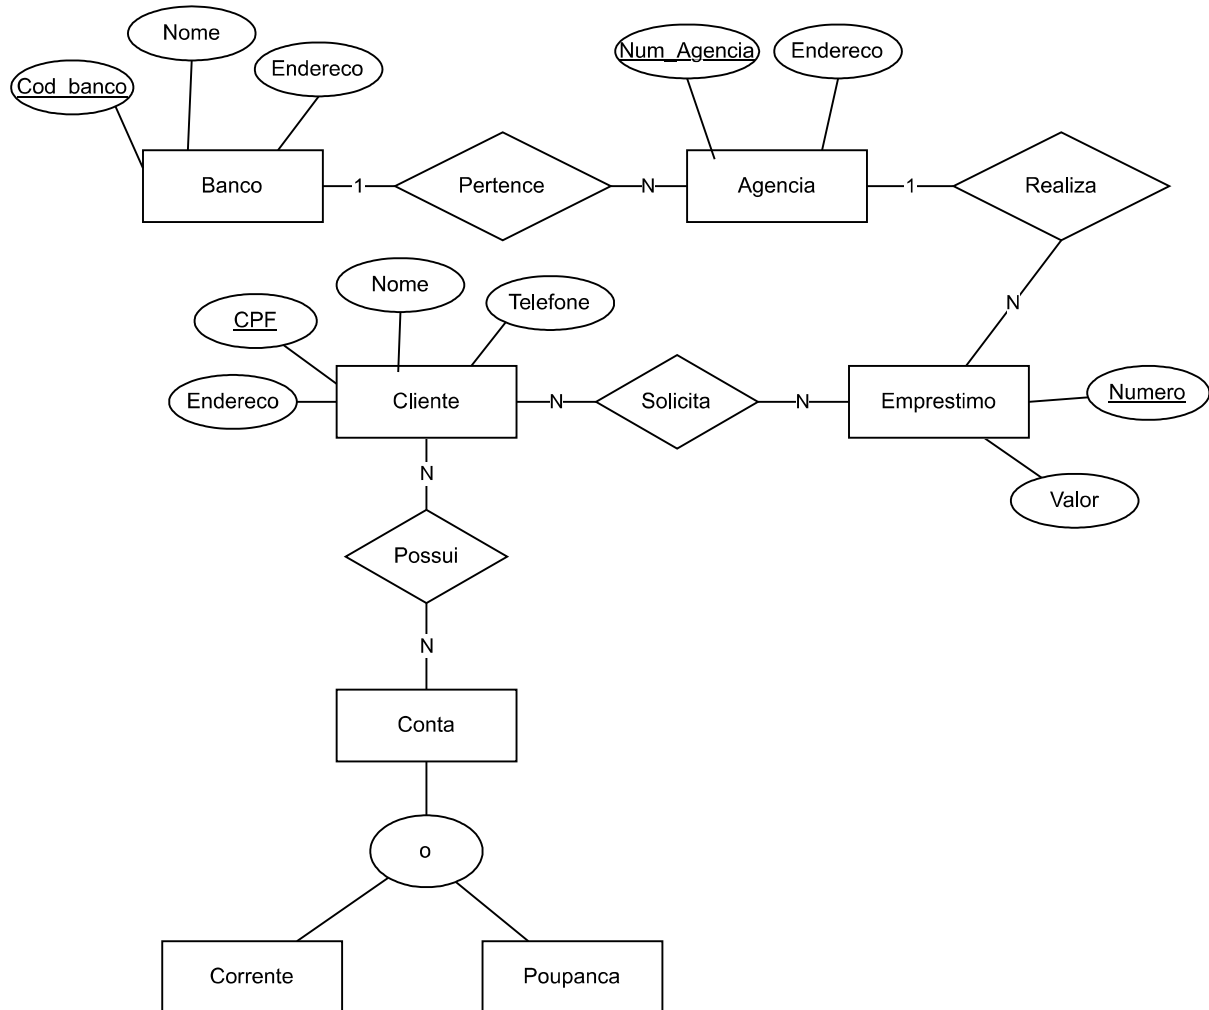 Nome
Num_Agencia
Endereco
Endereco
Cod_banco
Banco
1
Pertence
N
Agencia
1
Realiza
Nome
Telefone
N
CPF
Endereco
Cliente
N
Solicita
N
Emprestimo
Numero
N
Valor
Possui
N
Conta
o
Corrente
Poupanca